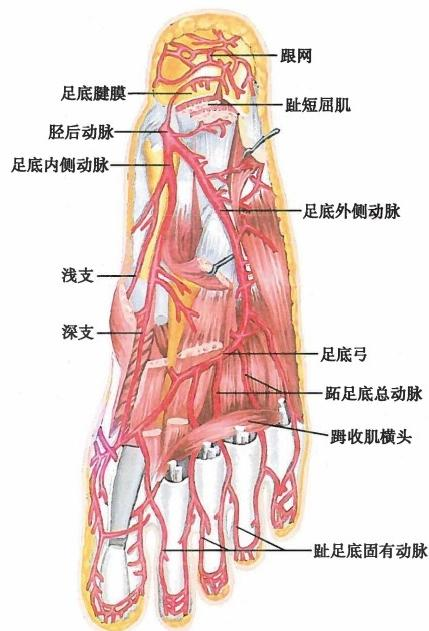 跟网
足底腱膜
趾短屈肌
胫后动脉
足底内侧动脉
足底外侧动脉
浅支
深支
足底弓
跖足底总动脉
踇收肌横头
趾足底固有动脉